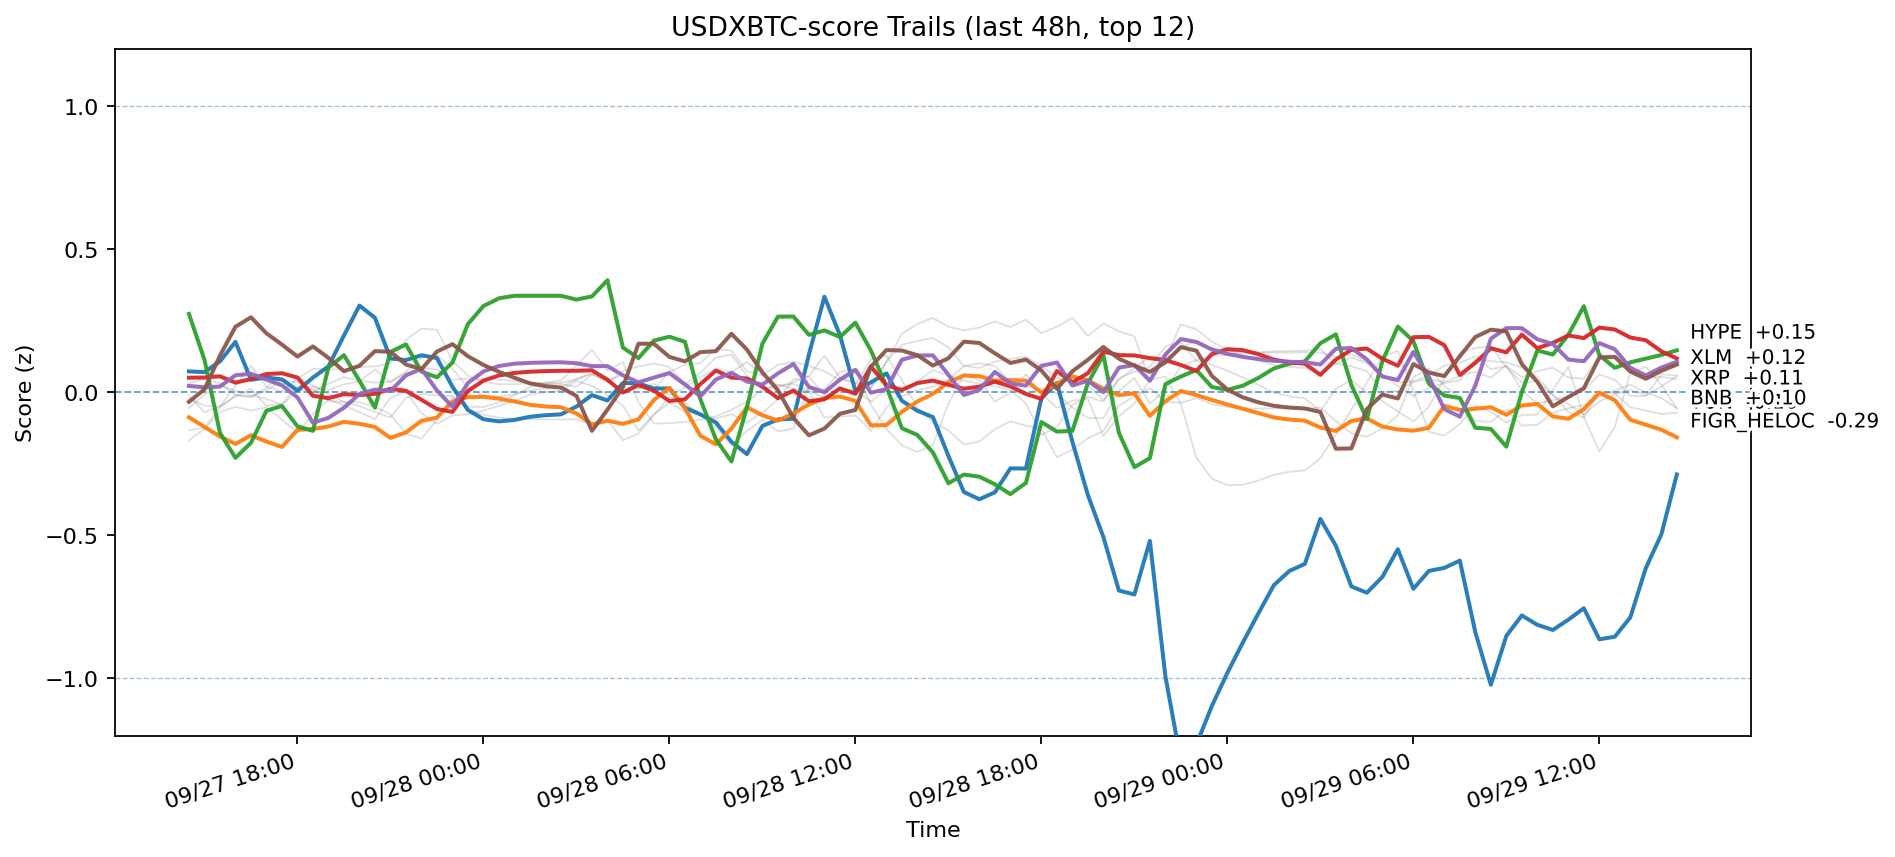 USDXBTC-score Trails (last 48h, top 12)
Score (z)
1.0
0.5
0.0
−0.5
−1.0
HYPE +0.15
XLM +0.12
XRP +0.11
BNB +0.10
FIGR_HELOC -0.29
09/27 18:00
09/28 00:00
09/28 06:00
09/28 12:00
09/28 18:00
09/29 00:00
09/29 06:00
09/29 12:00
Time